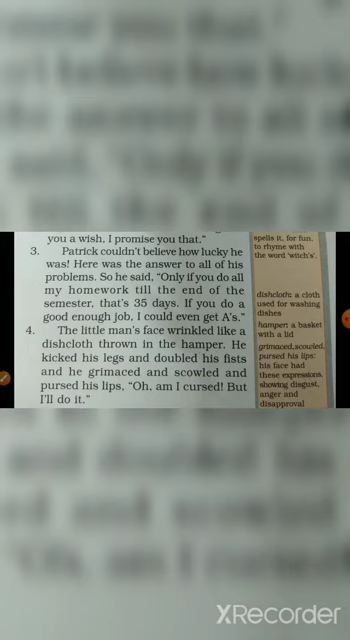 you a wish, I promise you that."
3. Patrick couldn't believe how lucky he
was! Here was the answer to all of his
problems. So he said, "Only if you do all
my homework till the end of the
semester, that's 35 days. If you do a
good enough job, I could even get A's."
4. The little man's face wrinkled like a
dishcloth thrown in the hamper. He
kicked his legs and doubled his fists
and he grimaced and scowled and
pursed his lips, "Oh, am I cursed! But
I'll do it."
spells it, for fun,
to rhyme with
the word 'witch's'.
dishcloth: a cloth
used for washing
dishes
hamper: a basket
with a lid
grimaced, scowled,
pursed his lips:
his face had
these expressions,
showing disgust,
anger and
disapproval
XRecorder